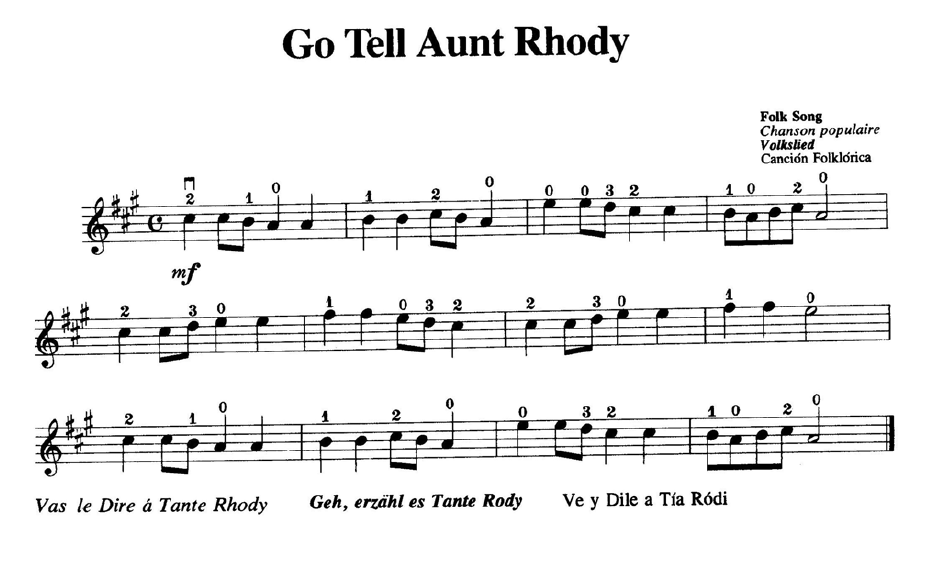 Go Tell Aunt Rhody
Folk Song
Chanson populaire
Volkslied
Canción Folklórica
2 1 0 1 2 0 0 0 3 2 1 0 2 0
mf
2 3 0 1 0 3 2 2 3 0 1 0
2 1 0 1 2 0 0 3 2 1 0 2 0
Vas le Dire á Tante Rhody Geh, erzähl es Tante Rody Ve y Dile a Tía Ródi